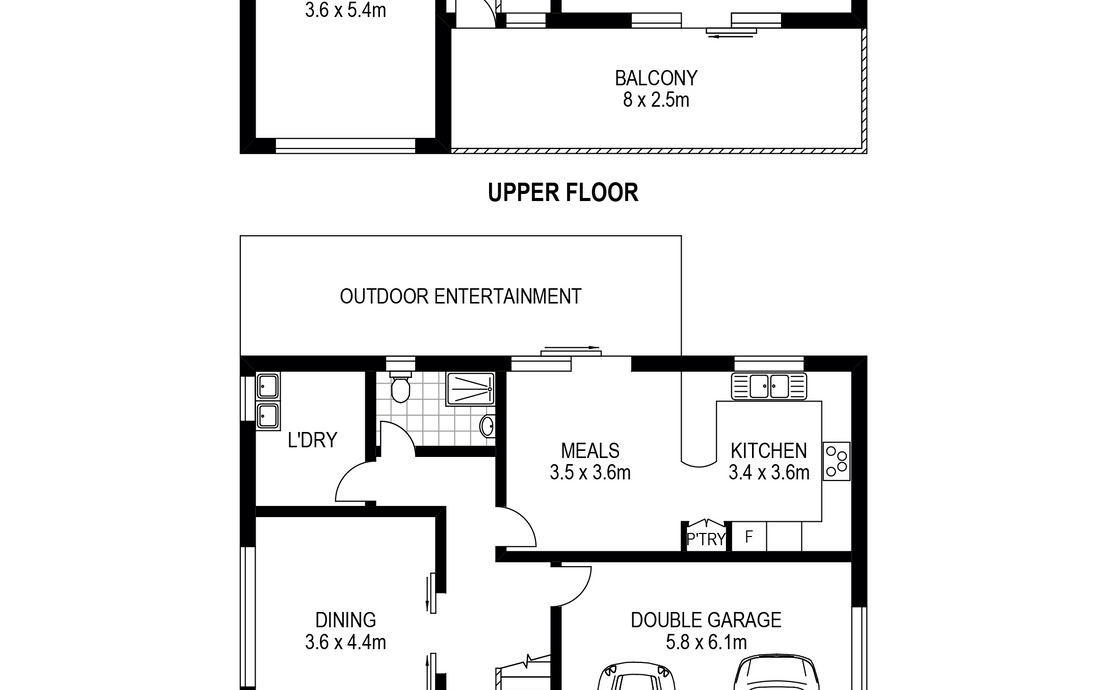 3.6 x 5.4m
BALCONY
8 x 2.5m
UPPER FLOOR
OUTDOOR ENTERTAINMENT
L'DRY
MEALS
3.5 x 3.6m
KITCHEN
3.4 x 3.6m
P'TRY
F
DINING
3.6 x 4.4m
DOUBLE GARAGE
5.8 x 6.1m